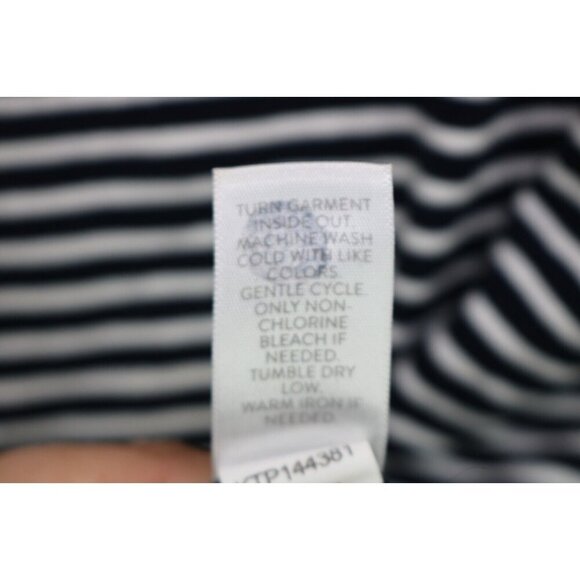 TURN GARMENT
INSIDE OUT
MACHINE WASH
COLD WITH LIKE
COLORS.
GENTLE CYCLE.
ONLY NON-
CHLORINE
BLEACH IF
NEEDED.
TUMBLE DRY
LOW.
WARM IRON IF
NEEDED.
TP144381